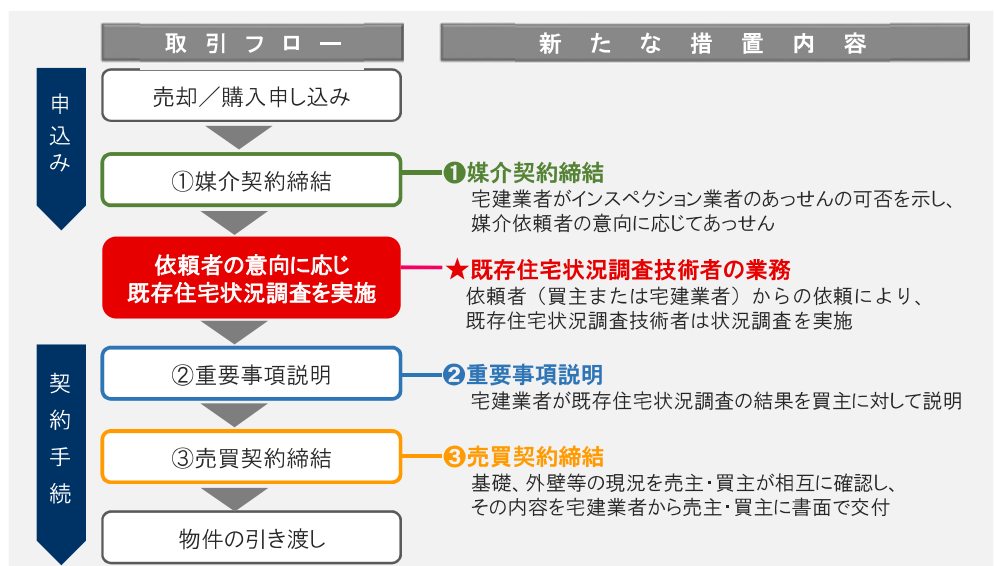 取引フロー
新たな措置内容
申込み
売却／購入申し込み
①媒介契約締結
❶媒介契約締結
宅建業者がインスペクション業者のあっせんの可否を示し、
媒介依頼者の意向に応じてあっせん
依頼者の意向に応じ
既存住宅状況調査を実施
★既存住宅状況調査技術者の業務
依頼者（買主または宅建業者）からの依頼により、
既存住宅状況調査技術者は状況調査を実施
契約手続
②重要事項説明
❷重要事項説明
宅建業者が既存住宅状況調査の結果を買主に対して説明
③売買契約締結
❸売買契約締結
基礎、外壁等の現況を売主・買主が相互に確認し、
その内容を宅建業者から売主・買主に書面で交付
物件の引き渡し